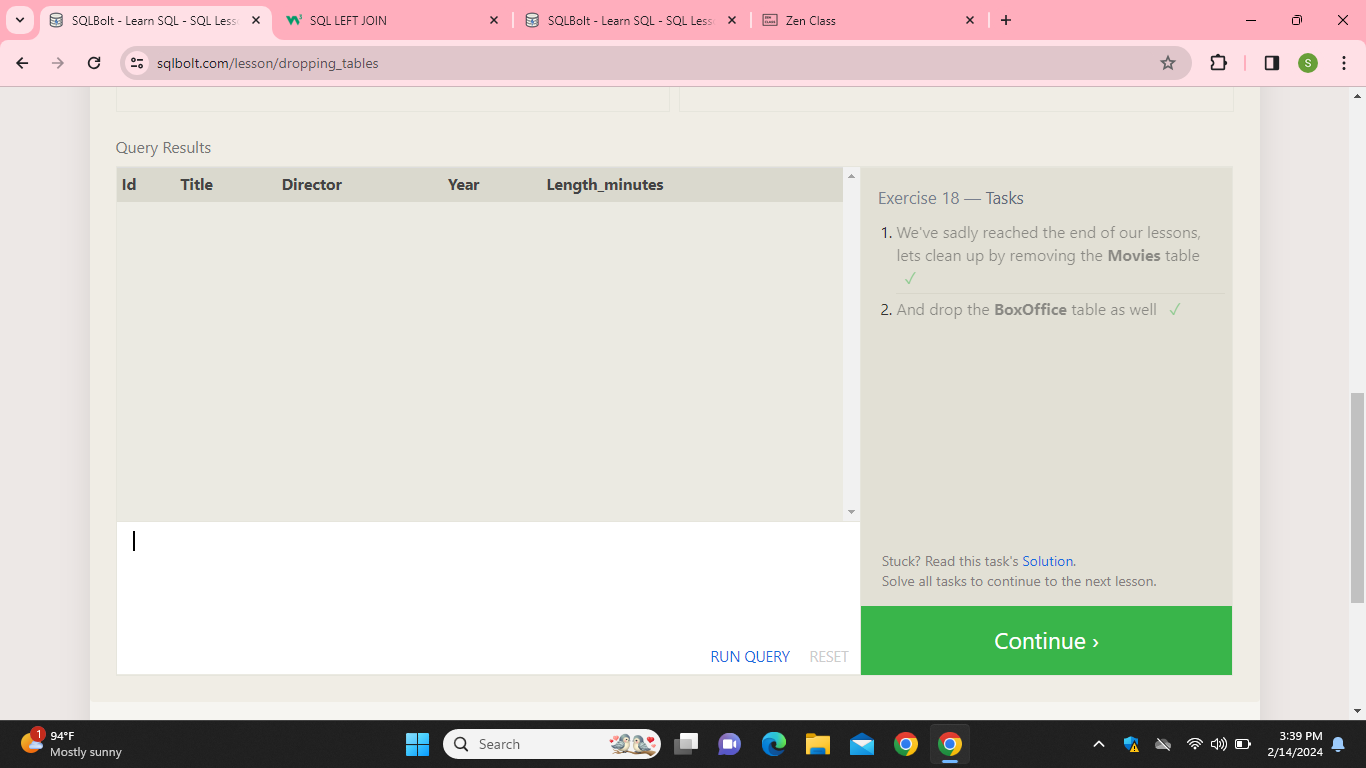 SQLBolt - Learn SQL - SQL Less
SQL LEFT JOIN
SQLBolt - Learn SQL - SQL Less
Zen Class
sqlbolt.com/lesson/dropping_tables
S
Query Results
Id Title Director Year Length_minutes
Exercise 18 — Tasks
1. We've sadly reached the end of our lessons,
lets clean up by removing the Movies table
✓
2. And drop the BoxOffice table as well ✓
Stuck? Read this task's Solution.
Solve all tasks to continue to the next lesson.
RUN QUERY RESET
Continue ›
1
94°F
Mostly sunny
Search
3:39 PM
2/14/2024